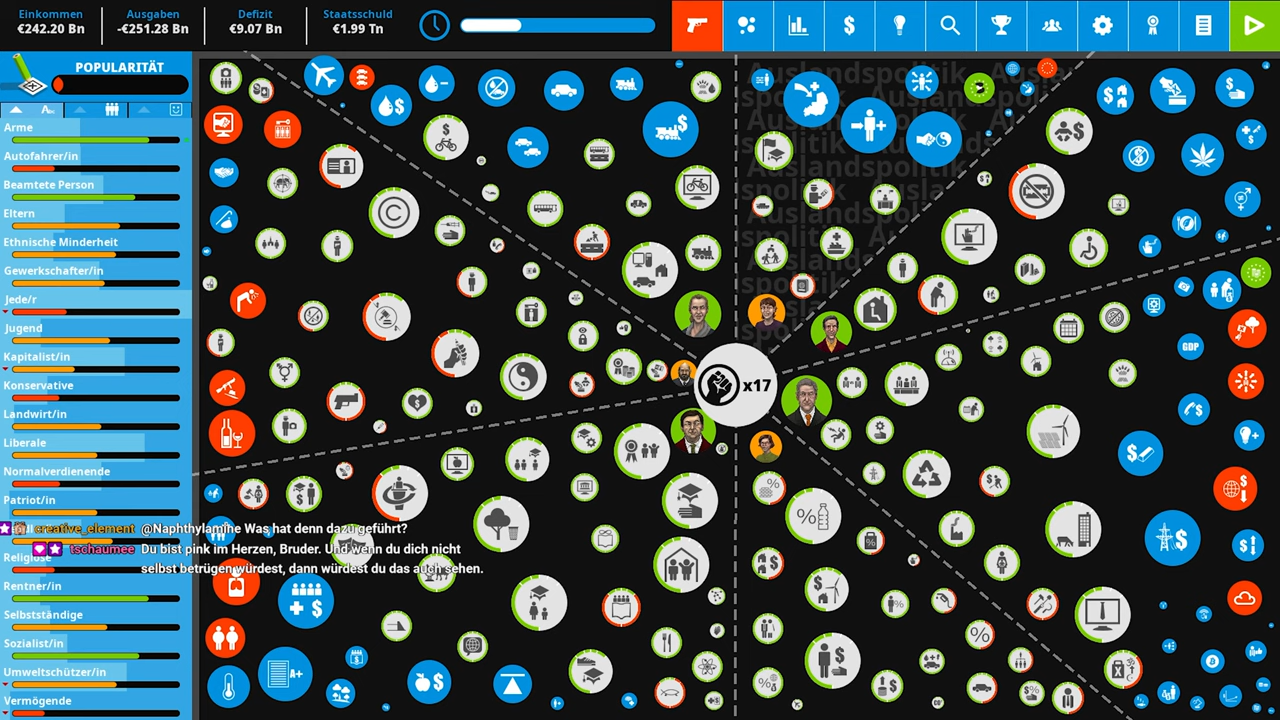 Einkommen
€242.20 Bn
Ausgaben
-€251.28 Bn
Defizit
€9.07 Bn
Staatsschuld
€1.99 Tn
POPULARITÄT
Arme
Autofahrer/in
Beamtete Person
Eltern
Ethnische Minderheit
Gewerkschafter/in
Jede/r
Jugend
Kapitalist/in
Konservative
Landwirt/in
Liberale
Normalverdienende
Patriot/in
creative_element @Naphthylamine Was hat denn dazu geführt?
tschaumee Du bist pink im Herzen, Bruder. Und wenn du dich nicht
selbst betrügen würdest, dann würdest du das auch sehen.
Religiöse
Rentner/in
Selbstständige
Sozialist/in
Umweltschützer/in
Vermögende
Auslandspolitik
x17
GDP
A+